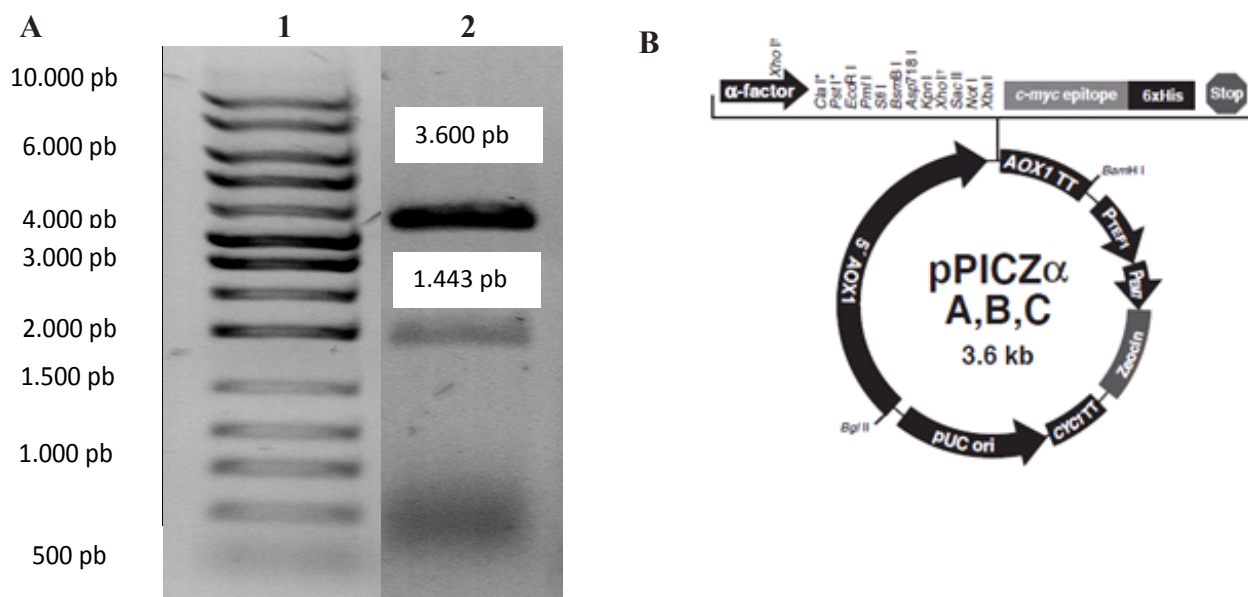 A
1
2
10.000 pb
6.000 pb
4.000 pb
3.000 pb
2.000 pb
1.500 pb
1.000 pb
500 pb
3.600 pb
1.443 pb
B
α-factor
Xho I*
Cla I*
Pst I*
EcoR I
Pml I
Sfi I
BsmB I
Asp718 I
Kpn I
Xho I*
Sac II
Not I
Xba I
c-myc epitope
6xHis
Stop
5´ AOX1
AOX1 TT
BamH I
PTEF1
PEM7
Zeocin
CYC1 TT
pUC ori
Bgl II
pPICZα
A,B,C
3.6 kb